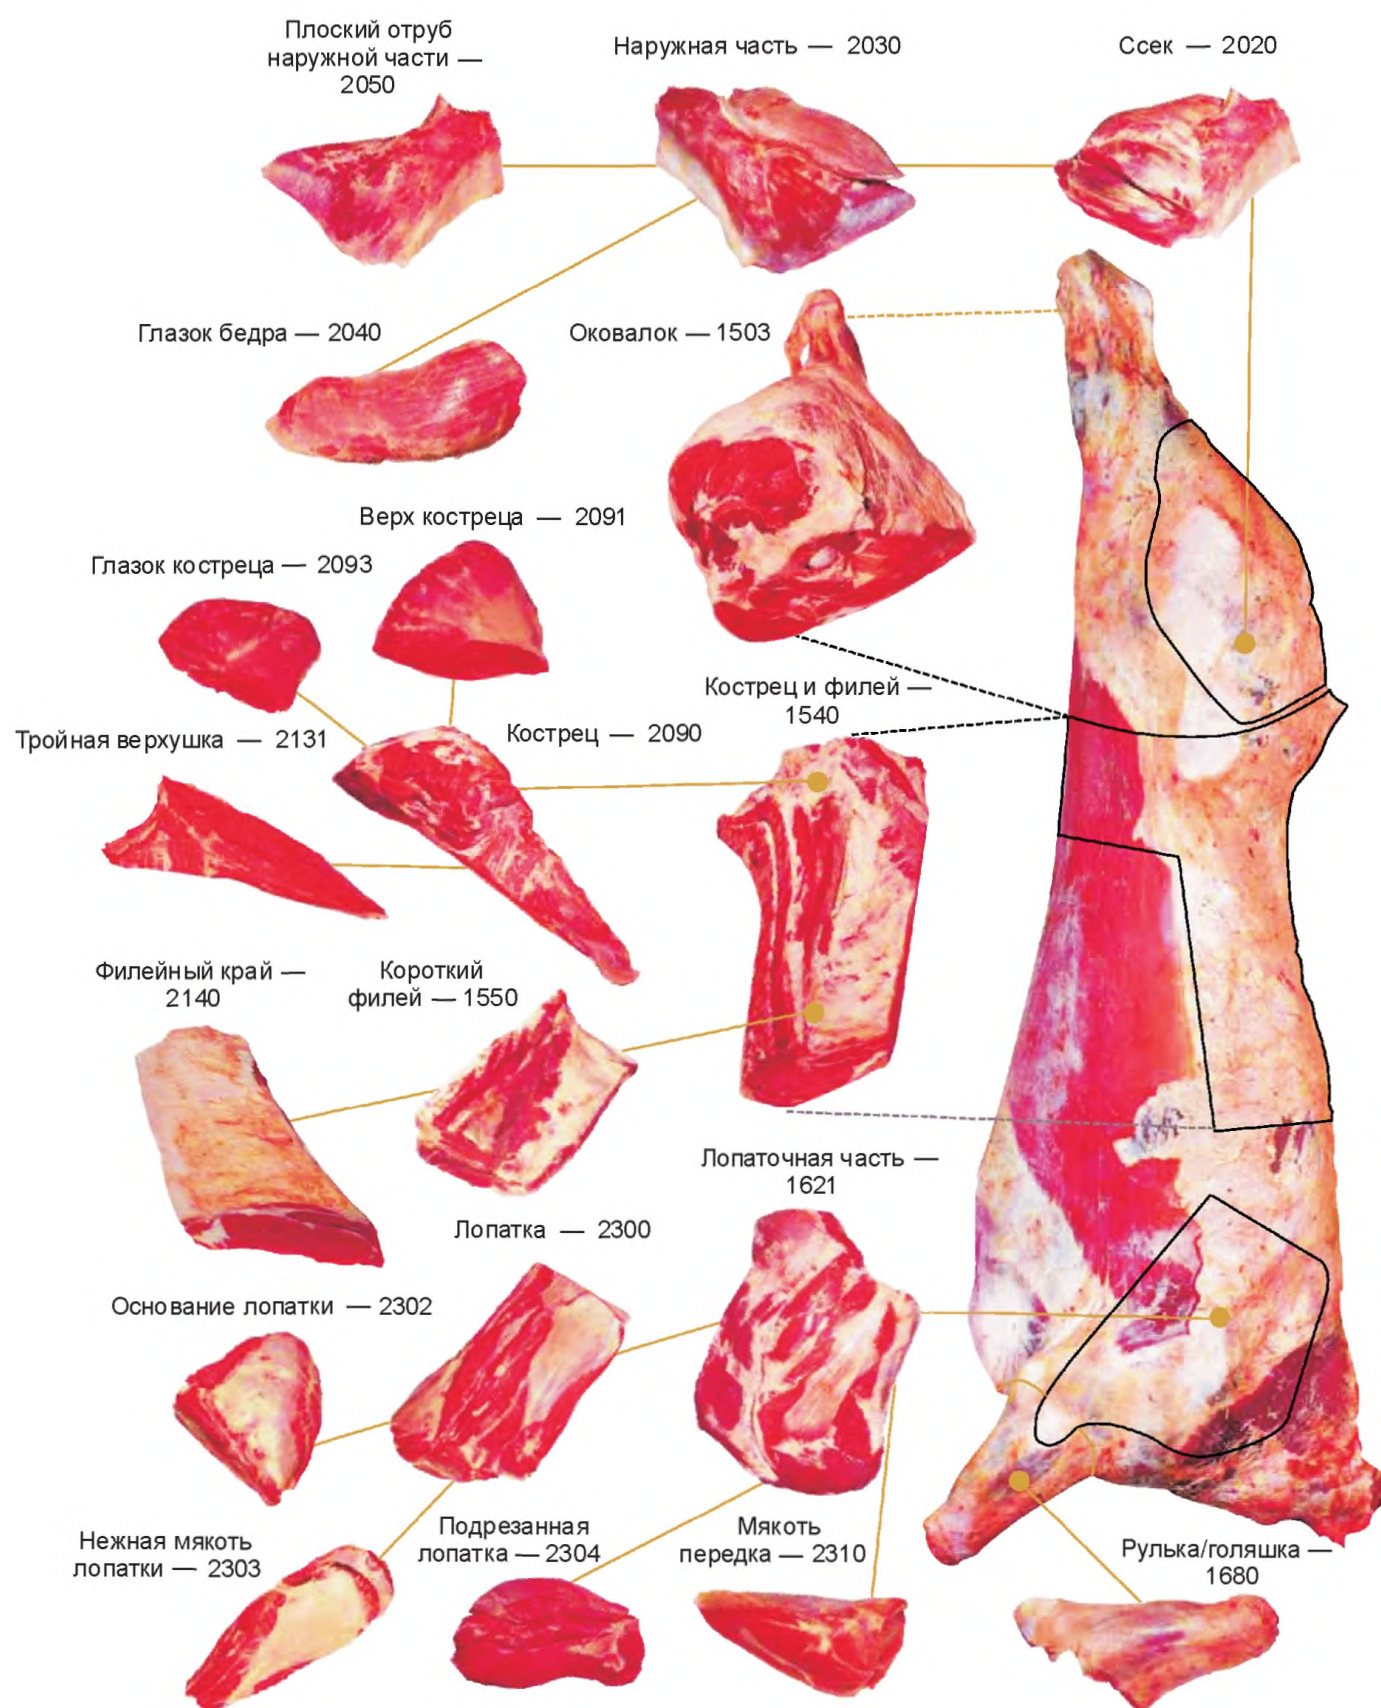 Плоский отруб
наружной части —
2050
Наружная часть — 2030
Ссек — 2020
Глазок бедра — 2040
Оковалок — 1503
Верх костреца — 2091
Глазок костреца — 2093
Кострец и филей —
1540
Тройная верхушка — 2131
Кострец — 2090
Филейный край —
2140
Короткий
филей — 1550
Лопаточная часть —
1621
Лопатка — 2300
Основание лопатки — 2302
Нежная мякоть
лопатки — 2303
Подрезанная
лопатка — 2304
Мякоть
передка — 2310
Рулька/голяшка —
1680